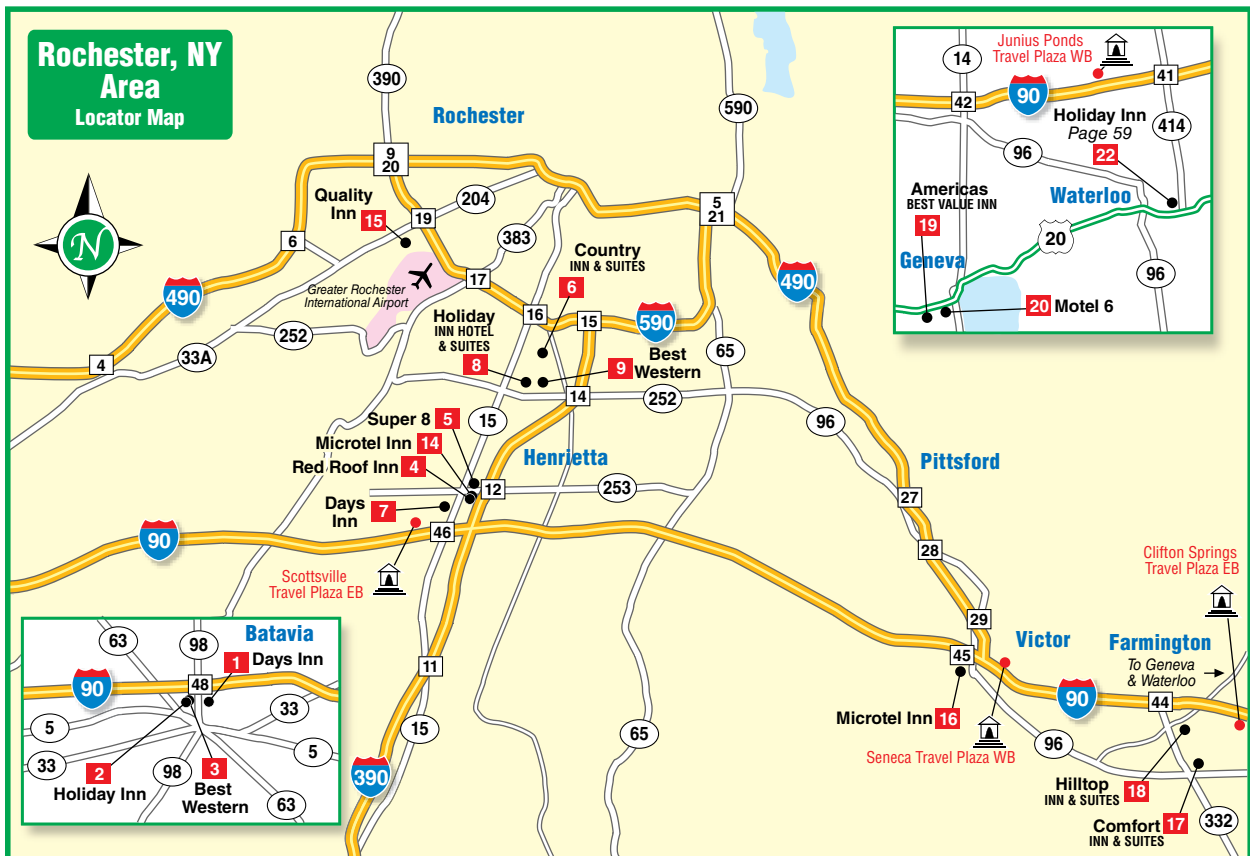 Rochester, NY
Area
Locator Map
N
390
Rochester
590
9
20
Quality
Inn
15
19
204
6
383
5
21
Country
INN & SUITES
6
17
490
Greater Rochester
International Airport
490
16
15
590
Holiday
INN HOTEL
& SUITES
8
252
33A
4
9
Best
Western
65
14
252
Super 8
5
15
96
Microtel Inn
14
Red Roof Inn
4
Henrietta
Pittsford
12
253
27
Days
Inn
7
90
46
28
Scottsville
Travel Plaza EB
Clifton Springs
Travel Plaza EB
29
Victor
Farmington
To Geneva
& Waterloo
45
11
90
44
Microtel Inn
16
Seneca Travel Plaza WB
15
65
96
390
Hilltop
INN & SUITES
18
Comfort
INN & SUITES
17
332
Junius Ponds
Travel Plaza WB
14
41
42
90
Holiday Inn
Page 59
22
414
96
Americas
BEST VALUE INN
19
Waterloo
20
Geneva
96
20
Motel 6
63
98
Batavia
1
Days Inn
48
90
33
5
5
33
98
2
Holiday Inn
3
Best
Western
63